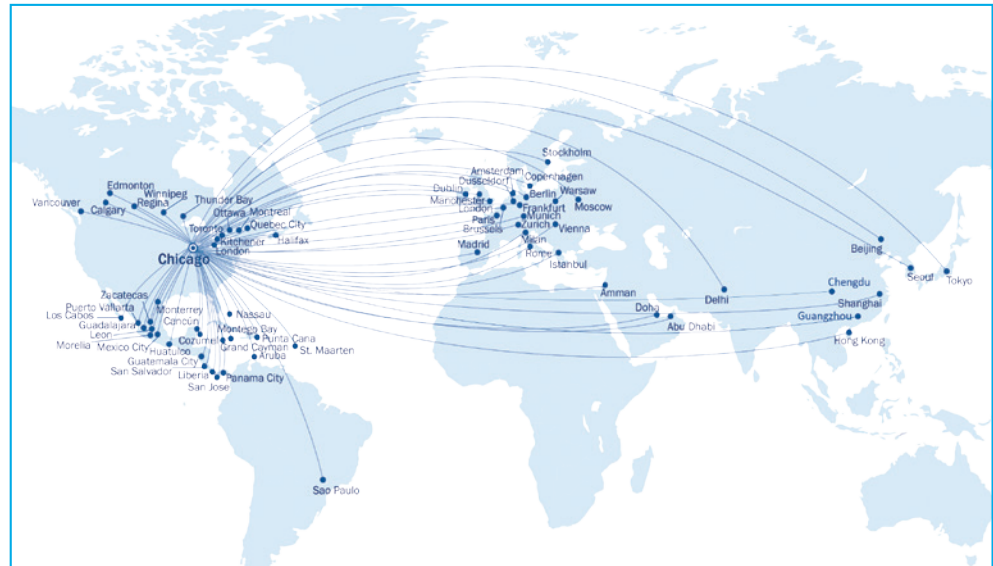 Stockholm
Amsterdam
Copenhagen
Dusseldorf
Edmonton
Winnipeg
Dublin
Berlin
Warsaw
Vancouver
Regina
Thunder Bay
Manchester
Frankfurt
Moscow
Calgary
Ottawa
Montreal
London
Munich
Paris
Toronto
Quebec City
Brussels
Zurich
Vienna
Kitchener
Halifax
Madrid
Milan
London
Rome
Beijing
Chicago
Istanbul
Seoul
Tokyo
Amman
Delhi
Chengdu
Zacatecas
Puerto Vallarta
Monterrey
Shanghai
Los Cabos
Cancún
Nassau
Doha
Guadalajara
Abu Dhabi
Guangzhou
Leon
Montego Bay
Cozumel
Punta Cana
Hong Kong
Morelia
Mexico City
Grand Cayman
St. Maarten
Huatulco
Aruba
Guatemala City
San Salvador
Liberia
Panama City
San Jose
Sao Paulo